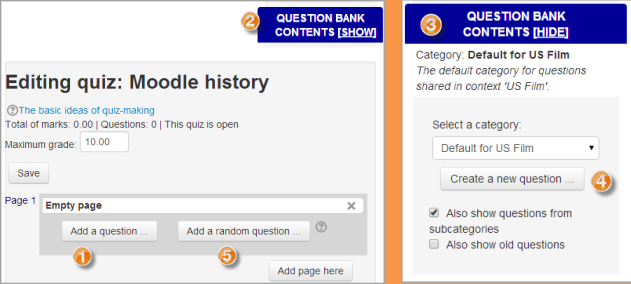 2 QUESTION BANK
CONTENTS [SHOW]
Editing quiz: Moodle history
?The basic ideas of quiz-making
Total of marks: 0.00 | Questions: 0 | This quiz is open
Maximum grade: 10.00
Save
Page 1 Empty page ×
Add a question ... Add a random question ... ?
1 5
Add page here
3 QUESTION BANK
CONTENTS [HIDE]
Category: Default for US Film
The default category for questions
shared in context 'US Film'.
Select a category:
Default for US Film
Create a new question ... 4
Also show questions from
subcategories
Also show old questions